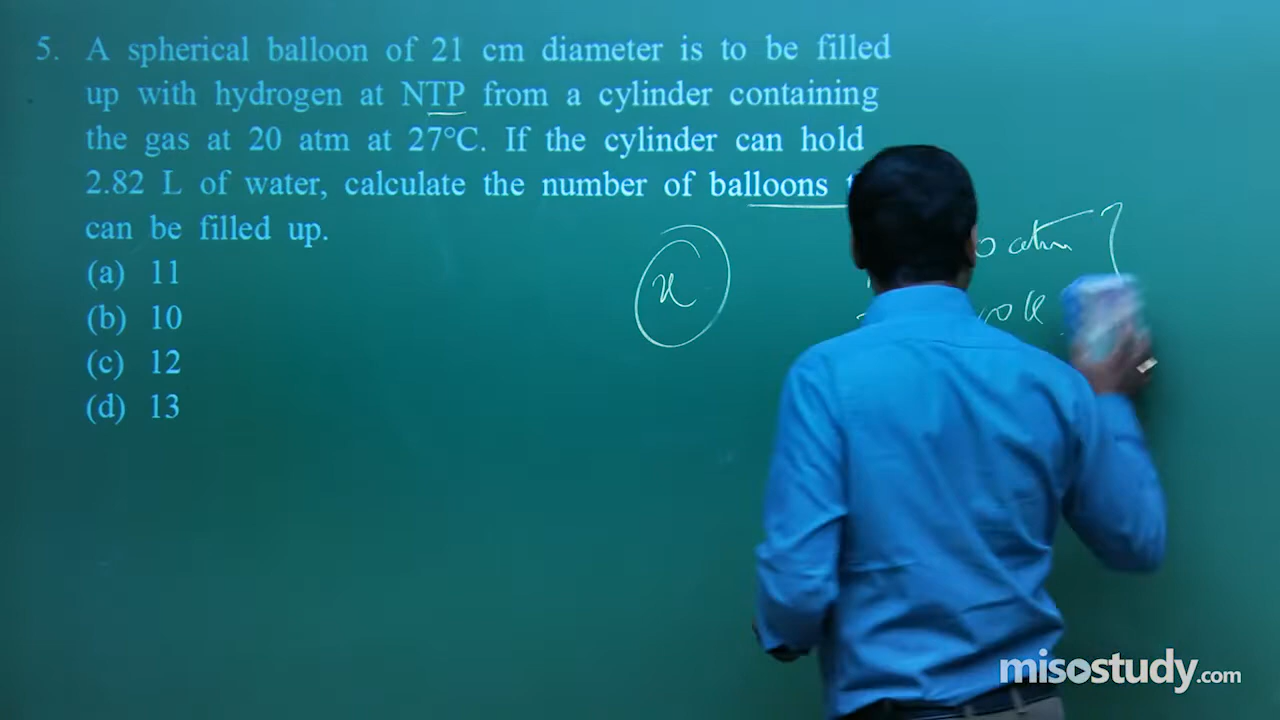 5. A spherical balloon of 21 cm diameter is to be filled
up with hydrogen at NTP from a cylinder containing
the gas at 20 atm at 27°C. If the cylinder can hold
2.82 L of water, calculate the number of balloons
can be filled up.
(a) 11
(b) 10
(c) 12
(d) 13
x
atm
misostudy.com